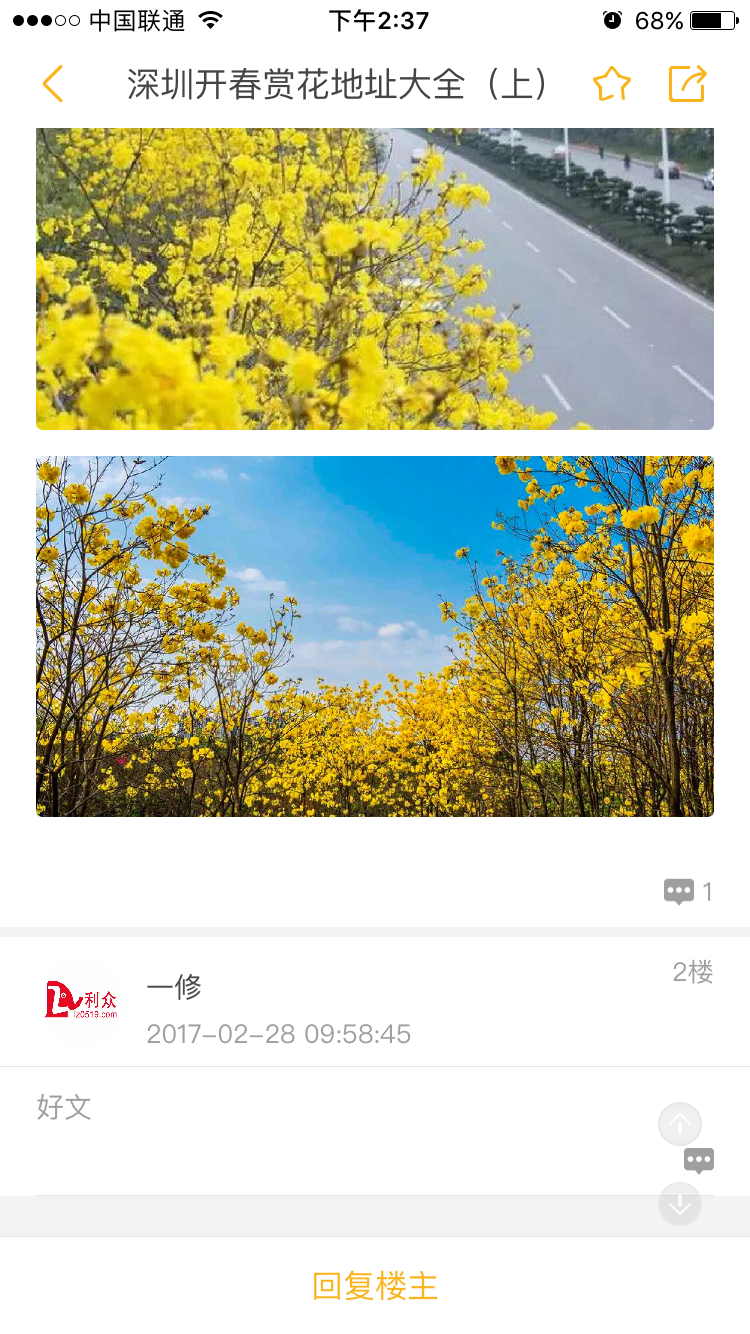 中国联通 下午2:37 68%
深圳开春赏花地址大全（上）
1
一修
2楼
利众
lz0519.com
2017-02-28 09:58:45
好文
回复楼主